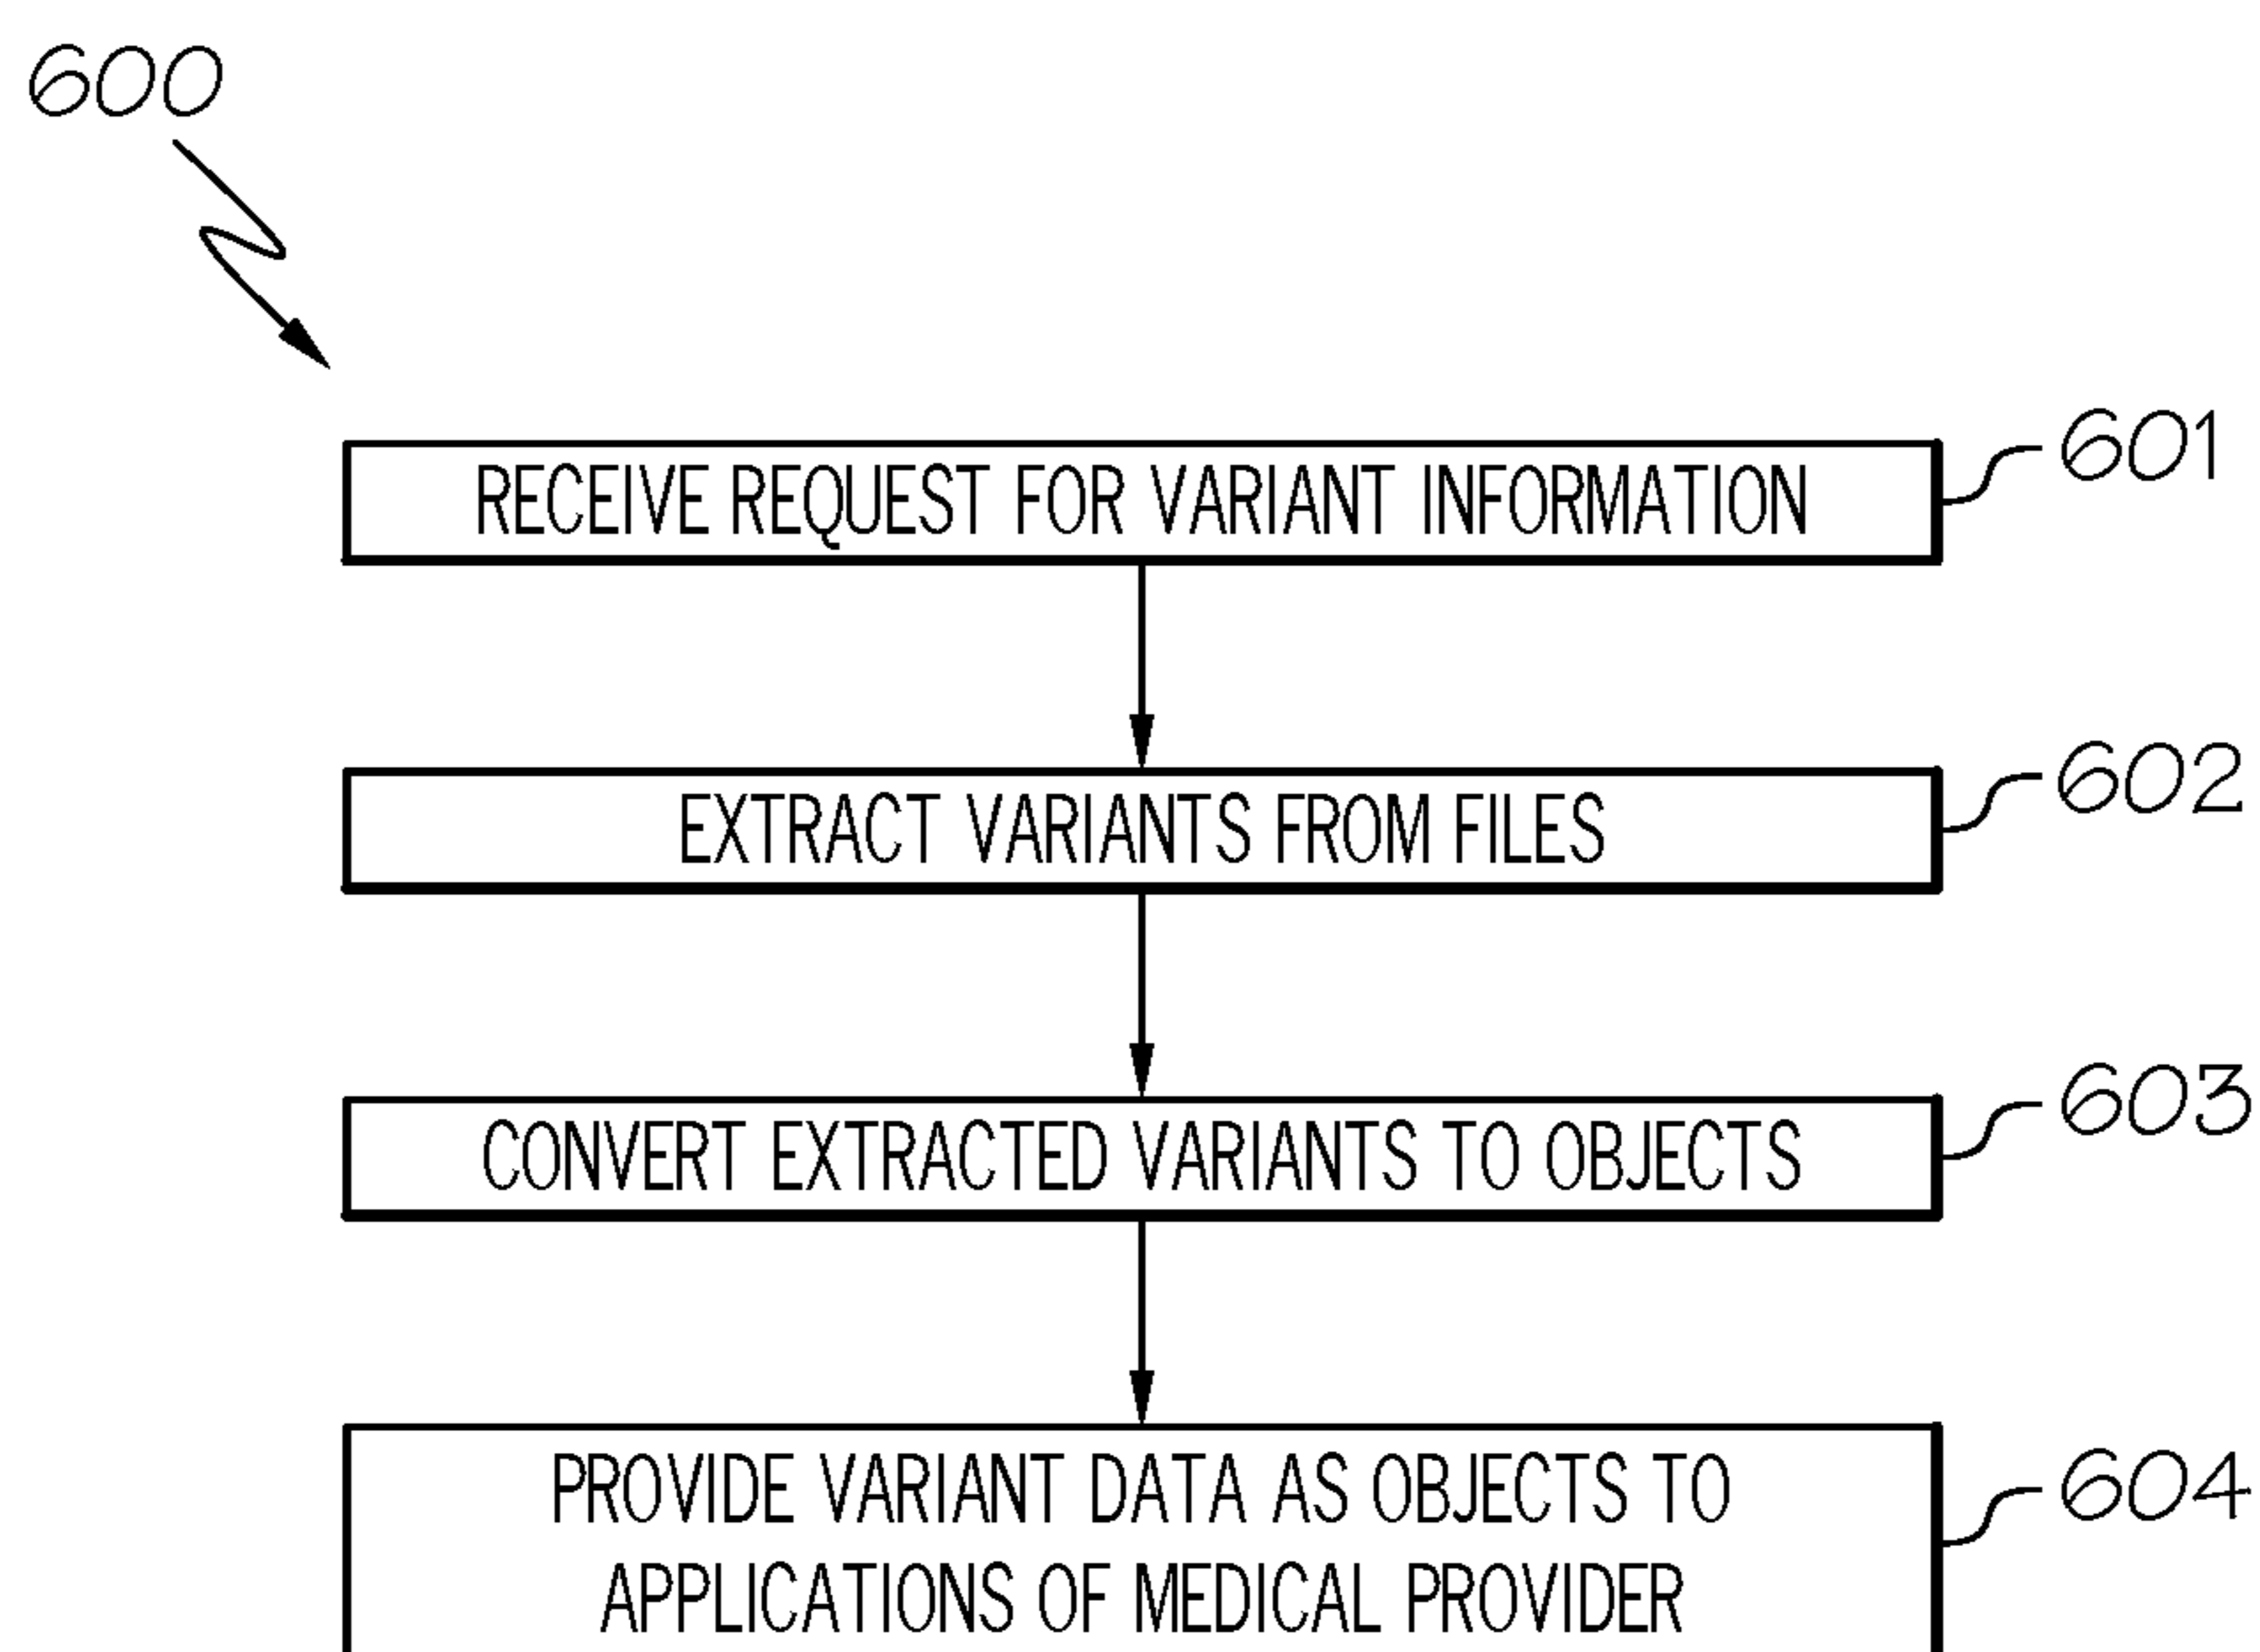 600
RECEIVE REQUEST FOR VARIANT INFORMATION
601
EXTRACT VARIANTS FROM FILES
602
CONVERT EXTRACTED VARIANTS TO OBJECTS
603
PROVIDE VARIANT DATA AS OBJECTS TO
APPLICATIONS OF MEDICAL PROVIDER
604